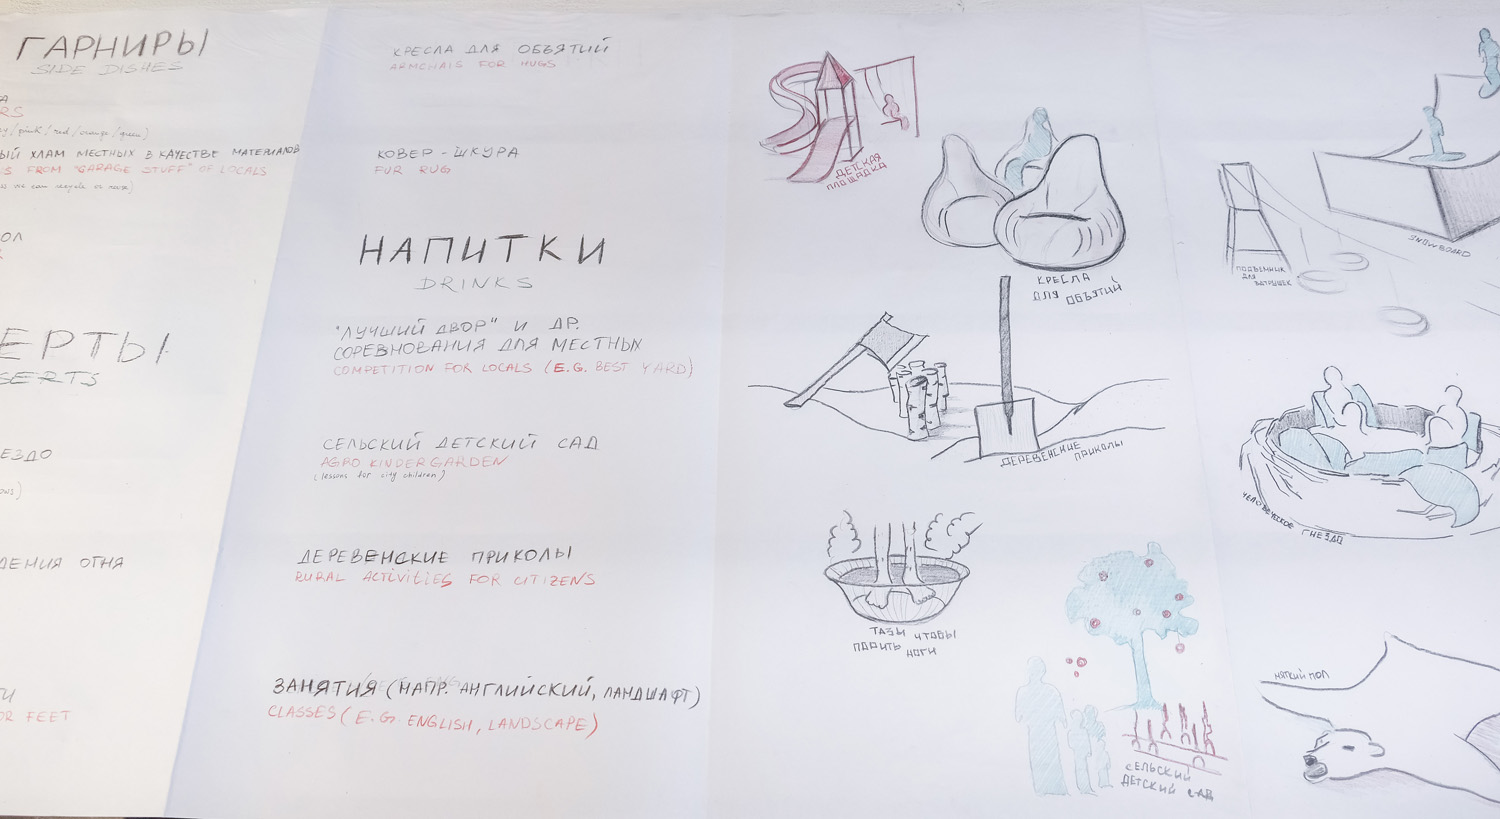 ГАРНИРЫ
SIDE DISHES
RS
/pink/red/orange/green)
ЫЙ ХЛАМ МЕСТНЫХ В КАЧЕСТВЕ МАТЕРИАЛОВ
S FROM "GARAGE STUFF" OF LOCALS
we can recycle or reuse)
ОЛ
ЕРТЫ
SERTS
ЕЗДО
ows)
ДЕНИЯ ОГНЯ
ТИ
OR FEET
КРЕСЛА ДЛЯ ОБЪЯТИЙ
ARMCHAIS FOR HUGS
КОВЕР - ШКУРА
FUR RUG
НАПИТКИ
DRINKS
"ЛУЧШИЙ ДВОР" И ДР.
СОРЕВНОВАНИЯ ДЛЯ МЕСТНЫХ
COMPETITION FOR LOCALS (E.G. BEST YARD)
СЕЛЬСКИЙ ДЕТСКИЙ САД
AGRO KINDERGARDEN
(lessons for city children)
ДЕРЕВЕНСКИЕ ПРИКОЛЫ
RURAL ACTIVITIES FOR CITIZENS
ЗАНЯТИЯ (НАПР. АНГЛИЙСКИЙ, ЛАНДШАФТ)
CLASSES (E.G. ENGLISH, LANDSCAPE)
ДЕТСКАЯ
ПЛОЩАДКА
КРЕСЛА
ДЛЯ ОБЪЯТИЙ
ДЕРЕВЕНСКИЕ ПРИКОЛЫ
ТАЗЫ ЧТОБЫ
ПАРИТЬ НОГИ
СЕЛЬСКИЙ
ДЕТСКИЙ САД
SNOWBOARD
ПОДЪЕМНИК
ДЛЯ
ВАТРУШЕК
ЧЕЛОВЕЧЕСКОЕ ГНЕЗДО
МЯГКИЙ ПОЛ